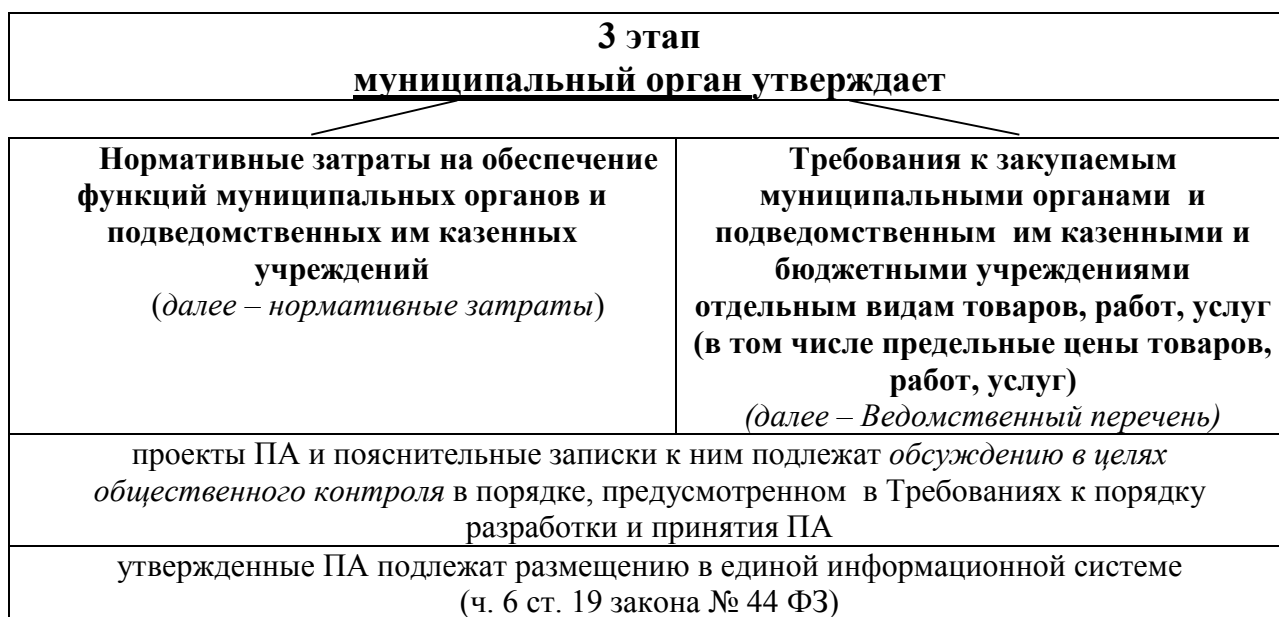 3 этап
муниципальный орган утверждает
Нормативные затраты на обеспечение
функций муниципальных органов и
подведомственных им казенных
учреждений
(далее – нормативные затраты)
Требования к закупаемым
муниципальными органами и
подведомственным им казенными и
бюджетными учреждениями
отдельным видам товаров, работ, услуг
(в том числе предельные цены товаров,
работ, услуг)
(далее – Ведомственный перечень)
проекты ПА и пояснительные записки к ним подлежат обсуждению в целях
общественного контроля в порядке, предусмотренном в Требованиях к порядку
разработки и принятия ПА
утвержденные ПА подлежат размещению в единой информационной системе
(ч. 6 ст. 19 закона № 44 ФЗ)